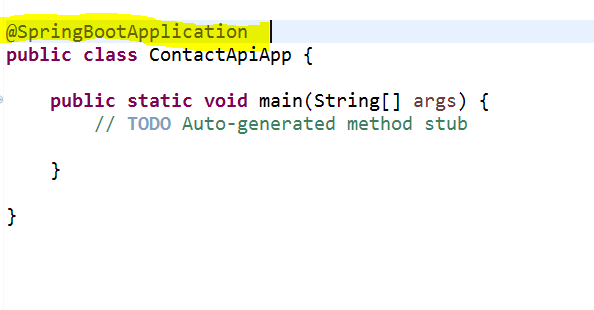 @SpringBootApplication
public class ContactApiApp {
public static void main(String[] args) {
// TODO Auto-generated method stub
}
}